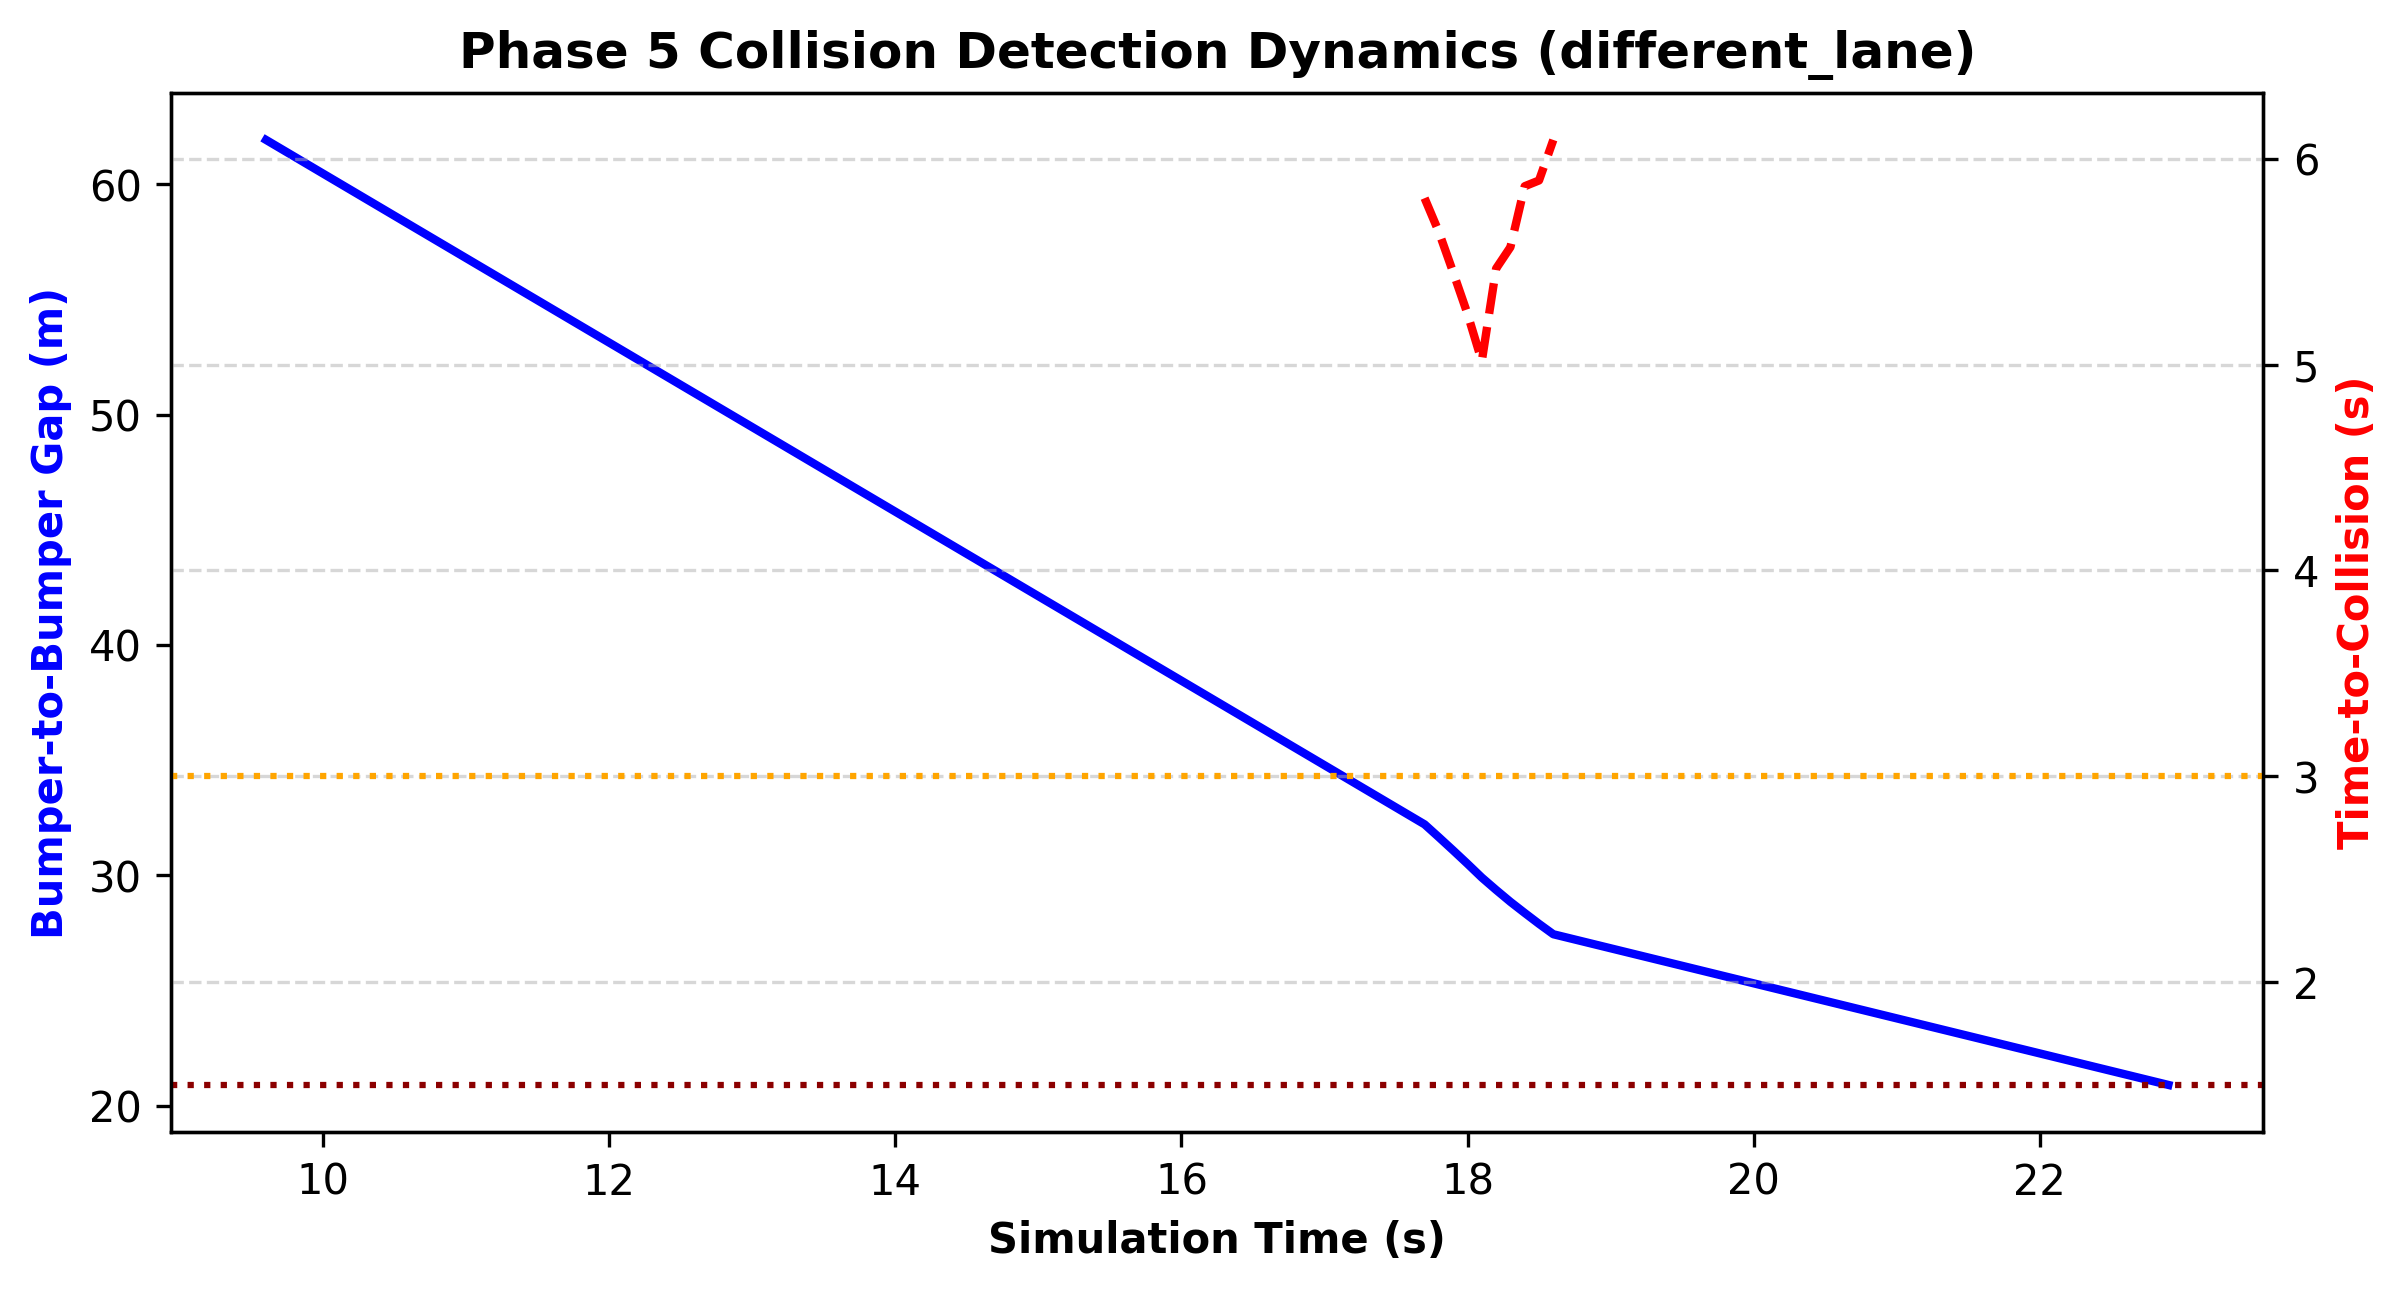 Phase 5 Collision Detection Dynamics (different_lane)
Bumper-to-Bumper Gap (m)
60
50
40
30
20
6
5
4
3
2
Time-to-Collision (s)
10 12 14 16 18 20 22
Simulation Time (s)